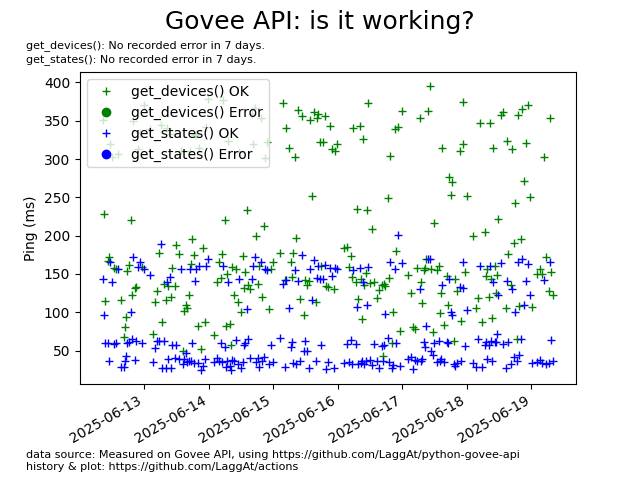 Govee API: is it working?
get_devices(): No recorded error in 7 days.
get_states(): No recorded error in 7 days.
400
350
300
250
200
150
100
50
Ping (ms)
get_devices() OK
get_devices() Error
get_states() OK
get_states() Error
2025-06-13
2025-06-14
2025-06-15
2025-06-16
2025-06-17
2025-06-18
2025-06-19
data source: Measured on Govee API, using https://github.com/LaggAt/python-govee-api
history & plot: https://github.com/LaggAt/actions